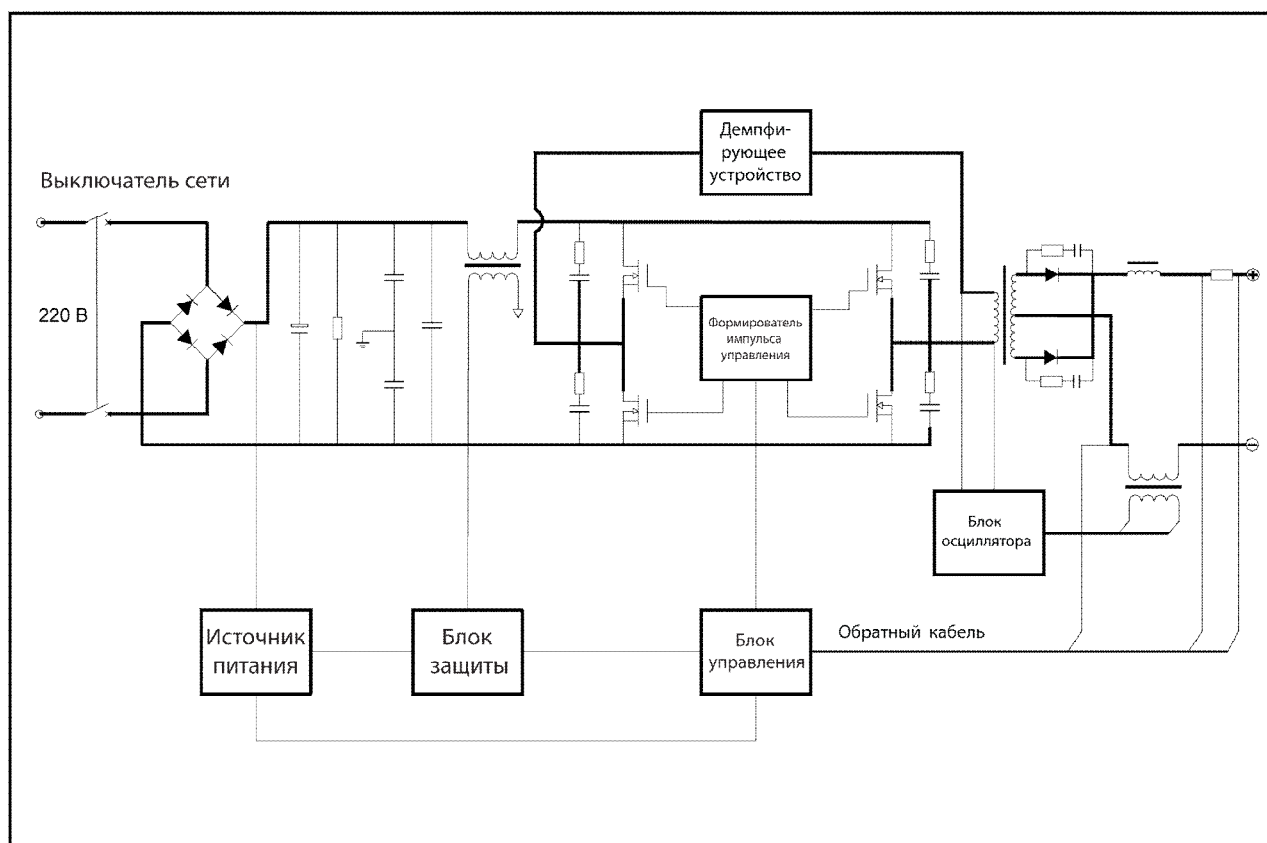 Демпфи-
рующее
устройство
Выключатель сети
220 В
Формирователь
импульса
управления
Блок
осциллятора
Источник
питания
Блок
защиты
Блок
управления
Обратный кабель